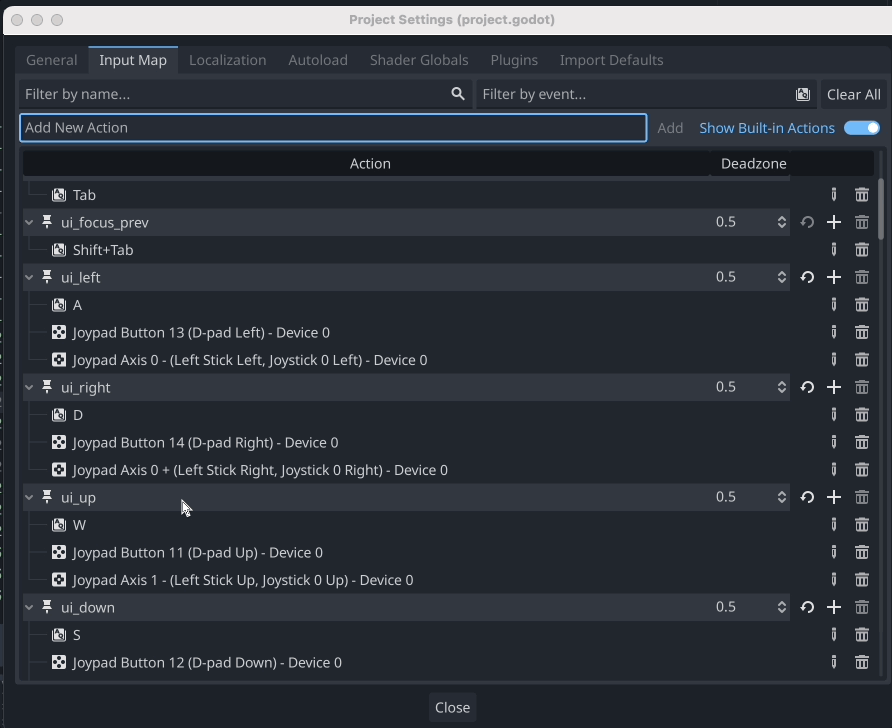 Project Settings (project.godot)
General Input Map Localization Autoload Shader Globals Plugins Import Defaults
Filter by name... Filter by event... Clear All
Add New Action Add Show Built-in Actions
Action Deadzone
Tab
ui_focus_prev 0.5
Shift+Tab
ui_left 0.5
A
Joypad Button 13 (D-pad Left) - Device 0
Joypad Axis 0 - (Left Stick Left, Joystick 0 Left) - Device 0
ui_right 0.5
D
Joypad Button 14 (D-pad Right) - Device 0
Joypad Axis 0 + (Left Stick Right, Joystick 0 Right) - Device 0
ui_up 0.5
W
Joypad Button 11 (D-pad Up) - Device 0
Joypad Axis 1 - (Left Stick Up, Joystick 0 Up) - Device 0
ui_down 0.5
S
Joypad Button 12 (D-pad Down) - Device 0
Close